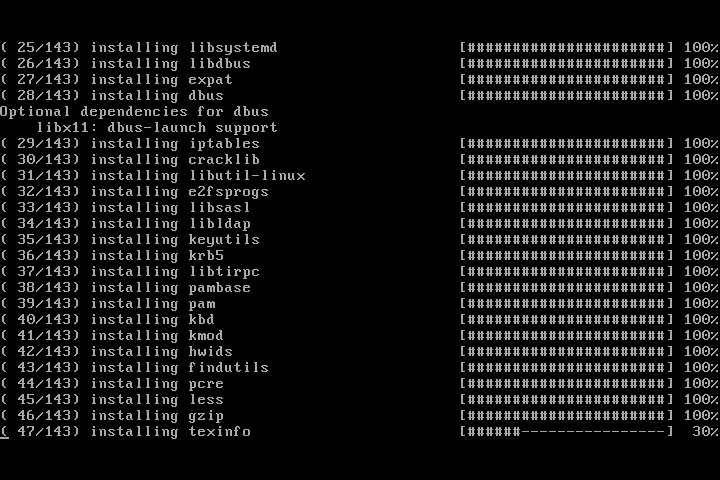 ( 25/143) installing libsystemd [######################] 100%
( 26/143) installing libdbus [######################] 100%
( 27/143) installing expat [######################] 100%
( 28/143) installing dbus [######################] 100%
Optional dependencies for dbus
    libx11: dbus-launch support
( 29/143) installing iptables [######################] 100%
( 30/143) installing cracklib [######################] 100%
( 31/143) installing libutil-linux [######################] 100%
( 32/143) installing e2fsprogs [######################] 100%
( 33/143) installing libsasl [######################] 100%
( 34/143) installing libldap [######################] 100%
( 35/143) installing keyutils [######################] 100%
( 36/143) installing krb5 [######################] 100%
( 37/143) installing libtirpc [######################] 100%
( 38/143) installing pambase [######################] 100%
( 39/143) installing pam [######################] 100%
( 40/143) installing kbd [######################] 100%
( 41/143) installing kmod [######################] 100%
( 42/143) installing hwids [######################] 100%
( 43/143) installing findutils [######################] 100%
( 44/143) installing pcre [######################] 100%
( 45/143) installing less [######################] 100%
( 46/143) installing gzip [######################] 100%
( 47/143) installing texinfo [######----------------] 30%